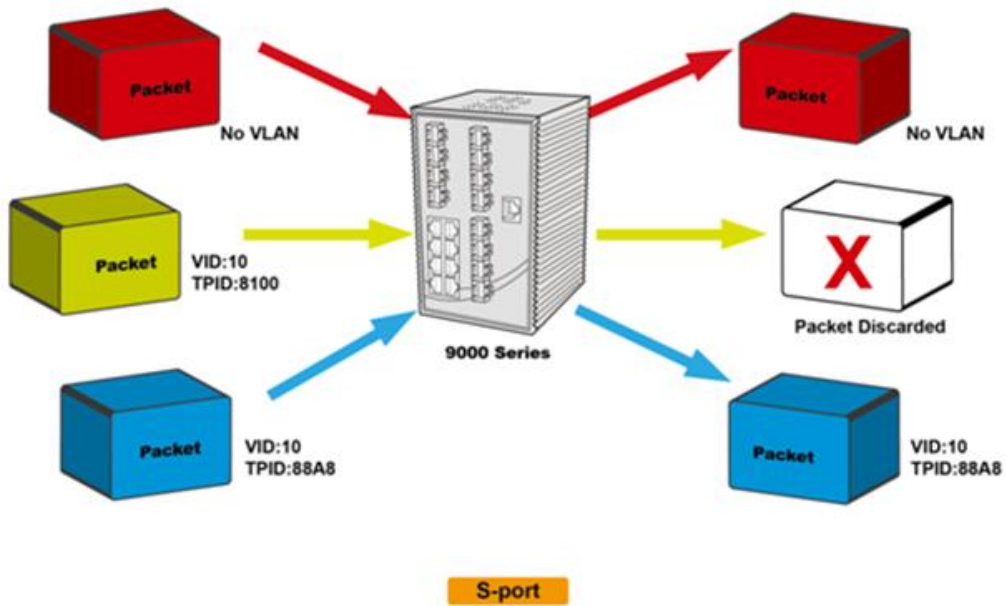 Packet
No VLAN
Packet
No VLAN
Packet
VID:10
TPID:8100
X
Packet Discarded
9000 Series
Packet
VID:10
TPID:88A8
Packet
VID:10
TPID:88A8
S-port